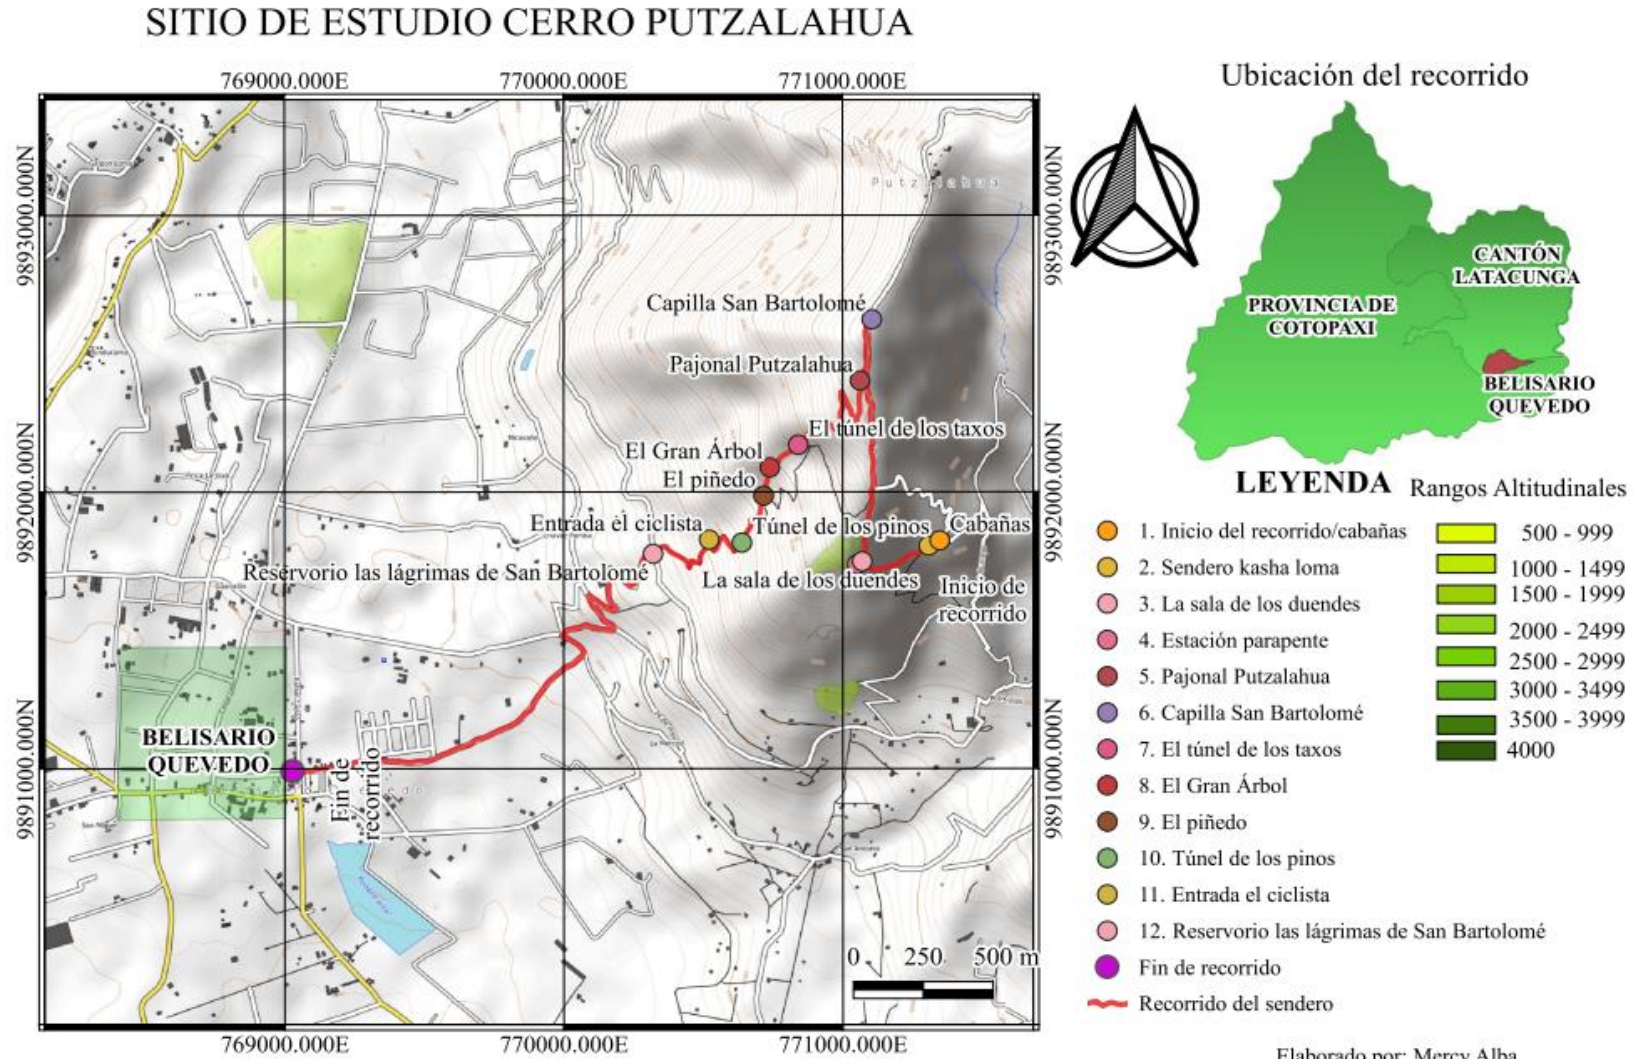 SITIO DE ESTUDIO CERRO PUTZALAHUA
769000.000E
770000.000E
771000.000E
9893000.000N
9892000.000N
9891000.000N
9893000.000N
9892000.000N
9891000.000N
Putzalahua
Capilla San Bartolomé
Pajonal Putzalahua
El túnel de los taxos
El Gran Árbol
El piñedo
Entrada el ciclista
Túnel de los pinos
Cabañas
Reservorio las lágrimas de San Bartolomé
La sala de los duendes
Inicio de
recorrido
BELISARIO
QUEVEDO
Fin de
recorrido
0 250 500 m
769000.000E
770000.000E
771000.000E
Ubicación del recorrido
CANTÓN
LATACUNGA
PROVINCIA DE
COTOPAXI
BELISARIO
QUEVEDO
LEYENDA
1. Inicio del recorrido/cabañas
2. Sendero kasha loma
3. La sala de los duendes
4. Estación parapente
5. Pajonal Putzalahua
6. Capilla San Bartolomé
7. El túnel de los taxos
8. El Gran Árbol
9. El piñedo
10. Túnel de los pinos
11. Entrada el ciclista
12. Reservorio las lágrimas de San Bartolomé
Fin de recorrido
Recorrido del sendero
Rangos Altitudinales
500 - 999
1000 - 1499
1500 - 1999
2000 - 2499
2500 - 2999
3000 - 3499
3500 - 3999
4000
Elaborado por: Mercy Alba